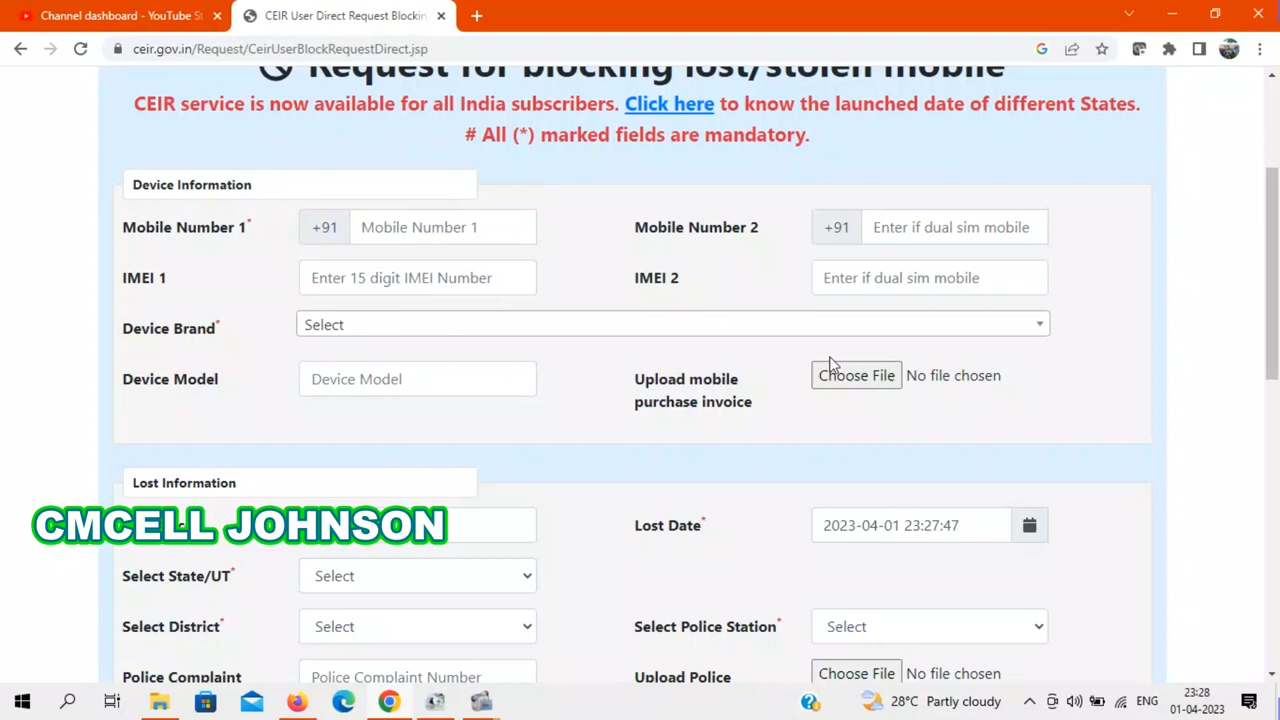 Channel dashboard - YouTube St
CEIR User Direct Request Blockin
ceir.gov.in/Request/CeirUserBlockRequestDirect.jsp
Request for blocking lost/stolen mobile
CEIR service is now available for all India subscribers. Click here to know the launched date of different States.
# All (*) marked fields are mandatory.
Device Information
Mobile Number 1* +91 Mobile Number 1 Mobile Number 2 +91 Enter if dual sim mobile
IMEI 1 Enter 15 digit IMEI Number IMEI 2 Enter if dual sim mobile
Device Brand* Select
Device Model Device Model Upload mobile purchase invoice Choose File No file chosen
Lost Information
CMCELL JOHNSON
Lost Date* 2023-04-01 23:27:47
Select State/UT* Select
Select District* Select Select Police Station* Select
Police Complaint Police Complaint Number Upload Police Choose File No file chosen
28°C Partly cloudy ENG 23:28
01-04-2023